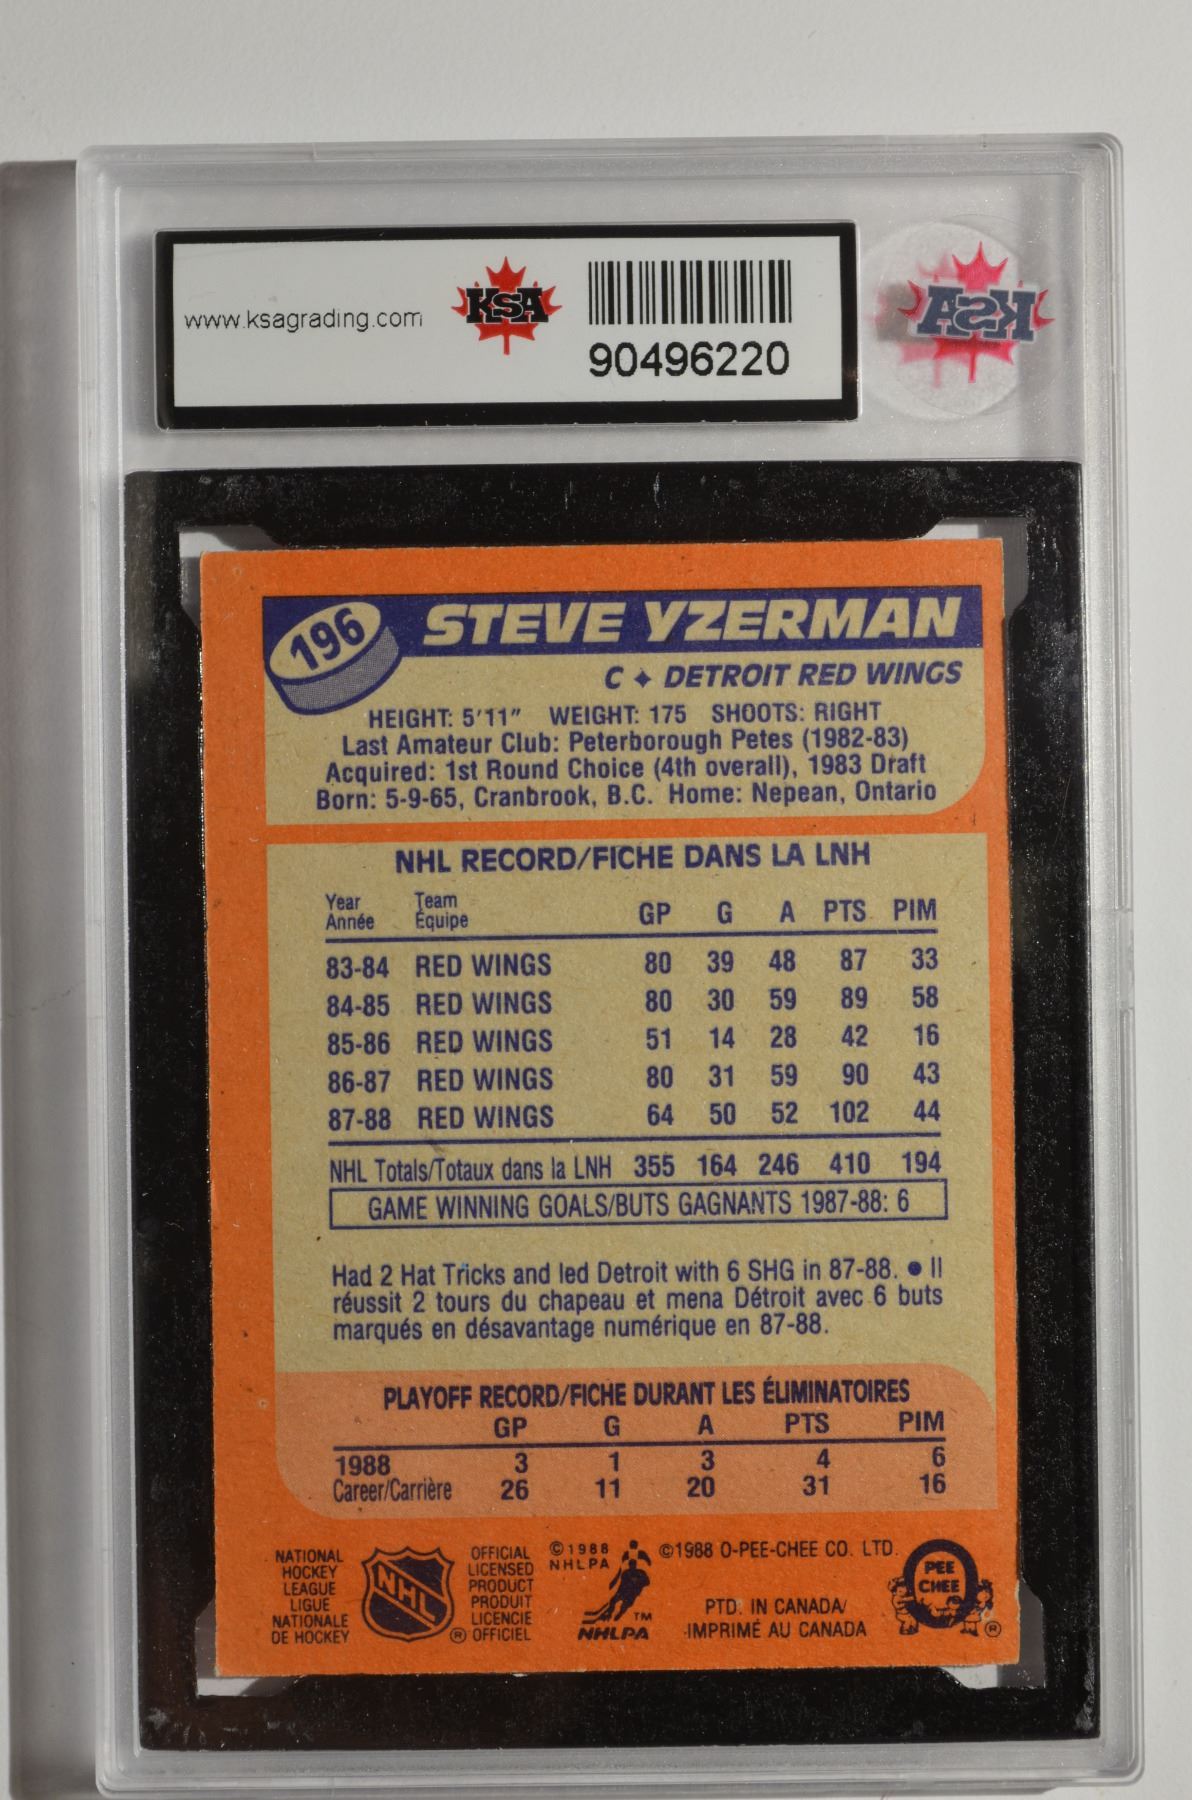 www.ksagrading.com
KSA
90496220
KSA
196
STEVE YZERMAN
C ✦ DETROIT RED WINGS
HEIGHT: 5'11" WEIGHT: 175 SHOOTS: RIGHT
Last Amateur Club: Peterborough Petes (1982-83)
Acquired: 1st Round Choice (4th overall), 1983 Draft
Born: 5-9-65, Cranbrook, B.C. Home: Nepean, Ontario
NHL RECORD/FICHE DANS LA LNH
Year Team
Année Équipe GP G A PTS PIM
83-84 RED WINGS 80 39 48 87 33
84-85 RED WINGS 80 30 59 89 58
85-86 RED WINGS 51 14 28 42 16
86-87 RED WINGS 80 31 59 90 43
87-88 RED WINGS 64 50 52 102 44
NHL Totals/Totaux dans la LNH 355 164 246 410 194
GAME WINNING GOALS/BUTS GAGNANTS 1987-88: 6
Had 2 Hat Tricks and led Detroit with 6 SHG in 87-88. ● Il
réussit 2 tours du chapeau et mena Détroit avec 6 buts
marqués en désavantage numérique en 87-88.
PLAYOFF RECORD/FICHE DURANT LES ÉLIMINATOIRES
GP G A PTS PIM
1988 3 1 3 4 6
Career/Carrière 26 11 20 31 16
NATIONAL
HOCKEY
LEAGUE
LIGUE
NATIONALE
DE HOCKEY
NHL
®
OFFICIAL
LICENSED
PRODUCT
PRODUIT
LICENCIE
OFFICIEL
©1988
NHLPA
™
NHLPA
©1988 O-PEE-CHEE CO. LTD.
PTD. IN CANADA/
IMPRIMÉ AU CANADA
PEE
CHEE
®